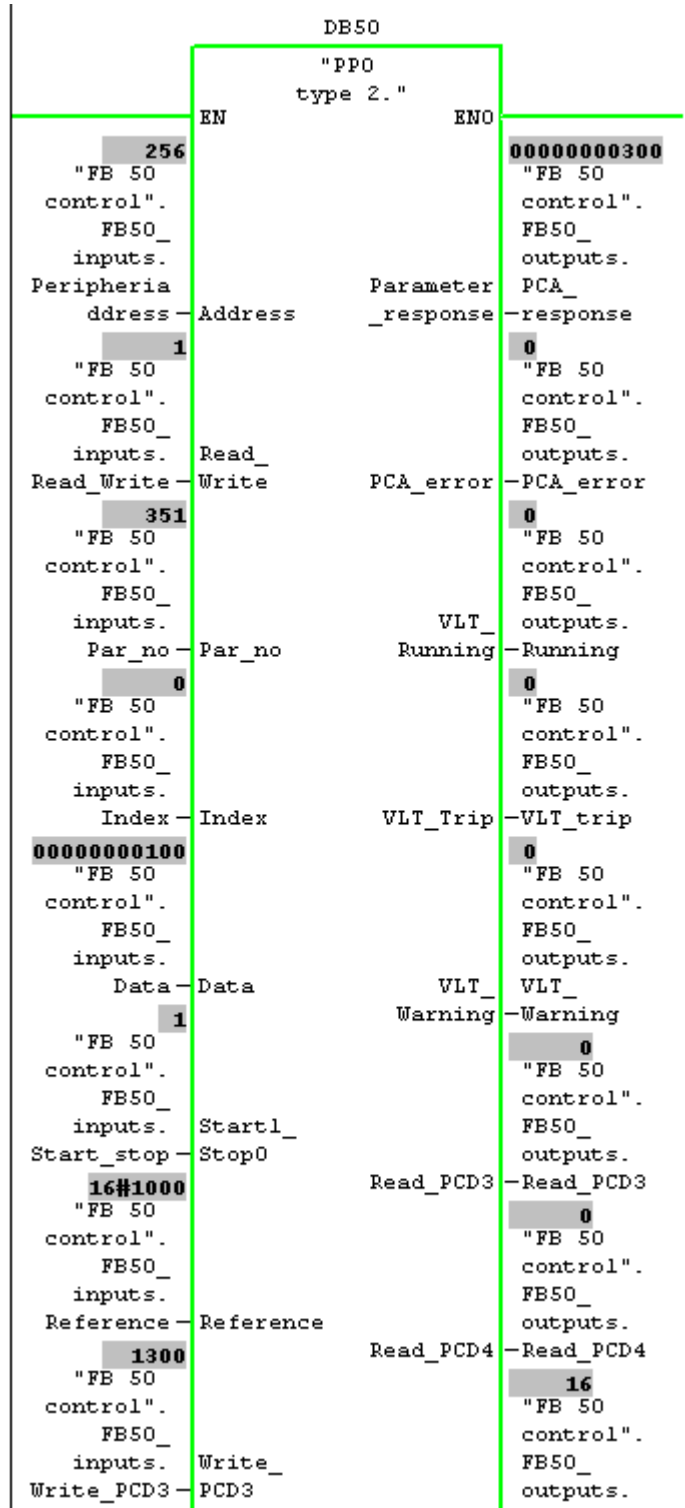 DB50
"PPO
type 2."
EN ENO
256 00000000300
"FB 50 "FB 50
control". control".
FB50_ FB50_
inputs. outputs.
Peripheria Parameter PCA_
ddress Address _response response
1 0
"FB 50 "FB 50
control". control".
FB50_ FB50_
inputs. Read_ outputs.
Read_Write Write PCA_error PCA_error
351 0
"FB 50 "FB 50
control". control".
FB50_ FB50_
inputs. VLT_ outputs.
Par_no Par_no Running Running
0 0
"FB 50 "FB 50
control". control".
FB50_ FB50_
inputs. outputs.
Index Index VLT_Trip VLT_trip
00000000100 0
"FB 50 "FB 50
control". control".
FB50_ FB50_
inputs. outputs.
Data Data VLT_ VLT_
1 Warning Warning
"FB 50 0
control". "FB 50
FB50_ control".
inputs. Start1_ FB50_
Start_stop Stop0 outputs.
16#1000 Read_PCD3 Read_PCD3
"FB 50 0
control". "FB 50
FB50_ control".
inputs. FB50_
Reference Reference outputs.
1300 Read_PCD4 Read_PCD4
"FB 50 16
control". "FB 50
FB50_ control".
inputs. Write_ FB50_
Write_PCD3 PCD3 outputs.